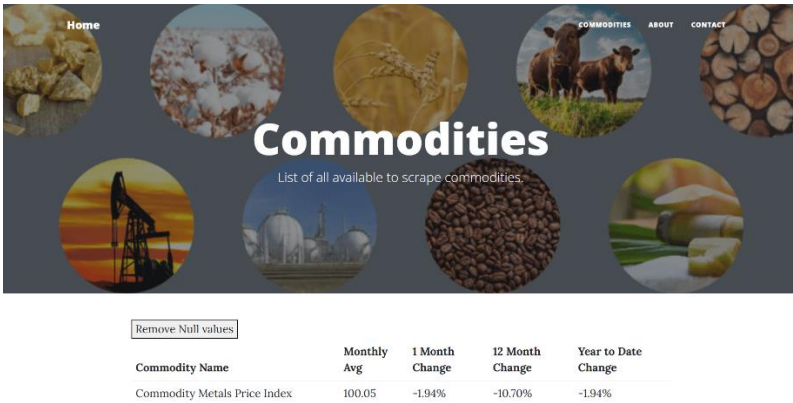 Home COMMODITIES ABOUT CONTACT
Commodities
List of all available to scrape commodities.
Remove Null values
Commodity Name Monthly Avg 1 Month Change 12 Month Change Year to Date Change
Commodity Metals Price Index 100.05 -1.94% -10.70% -1.94%